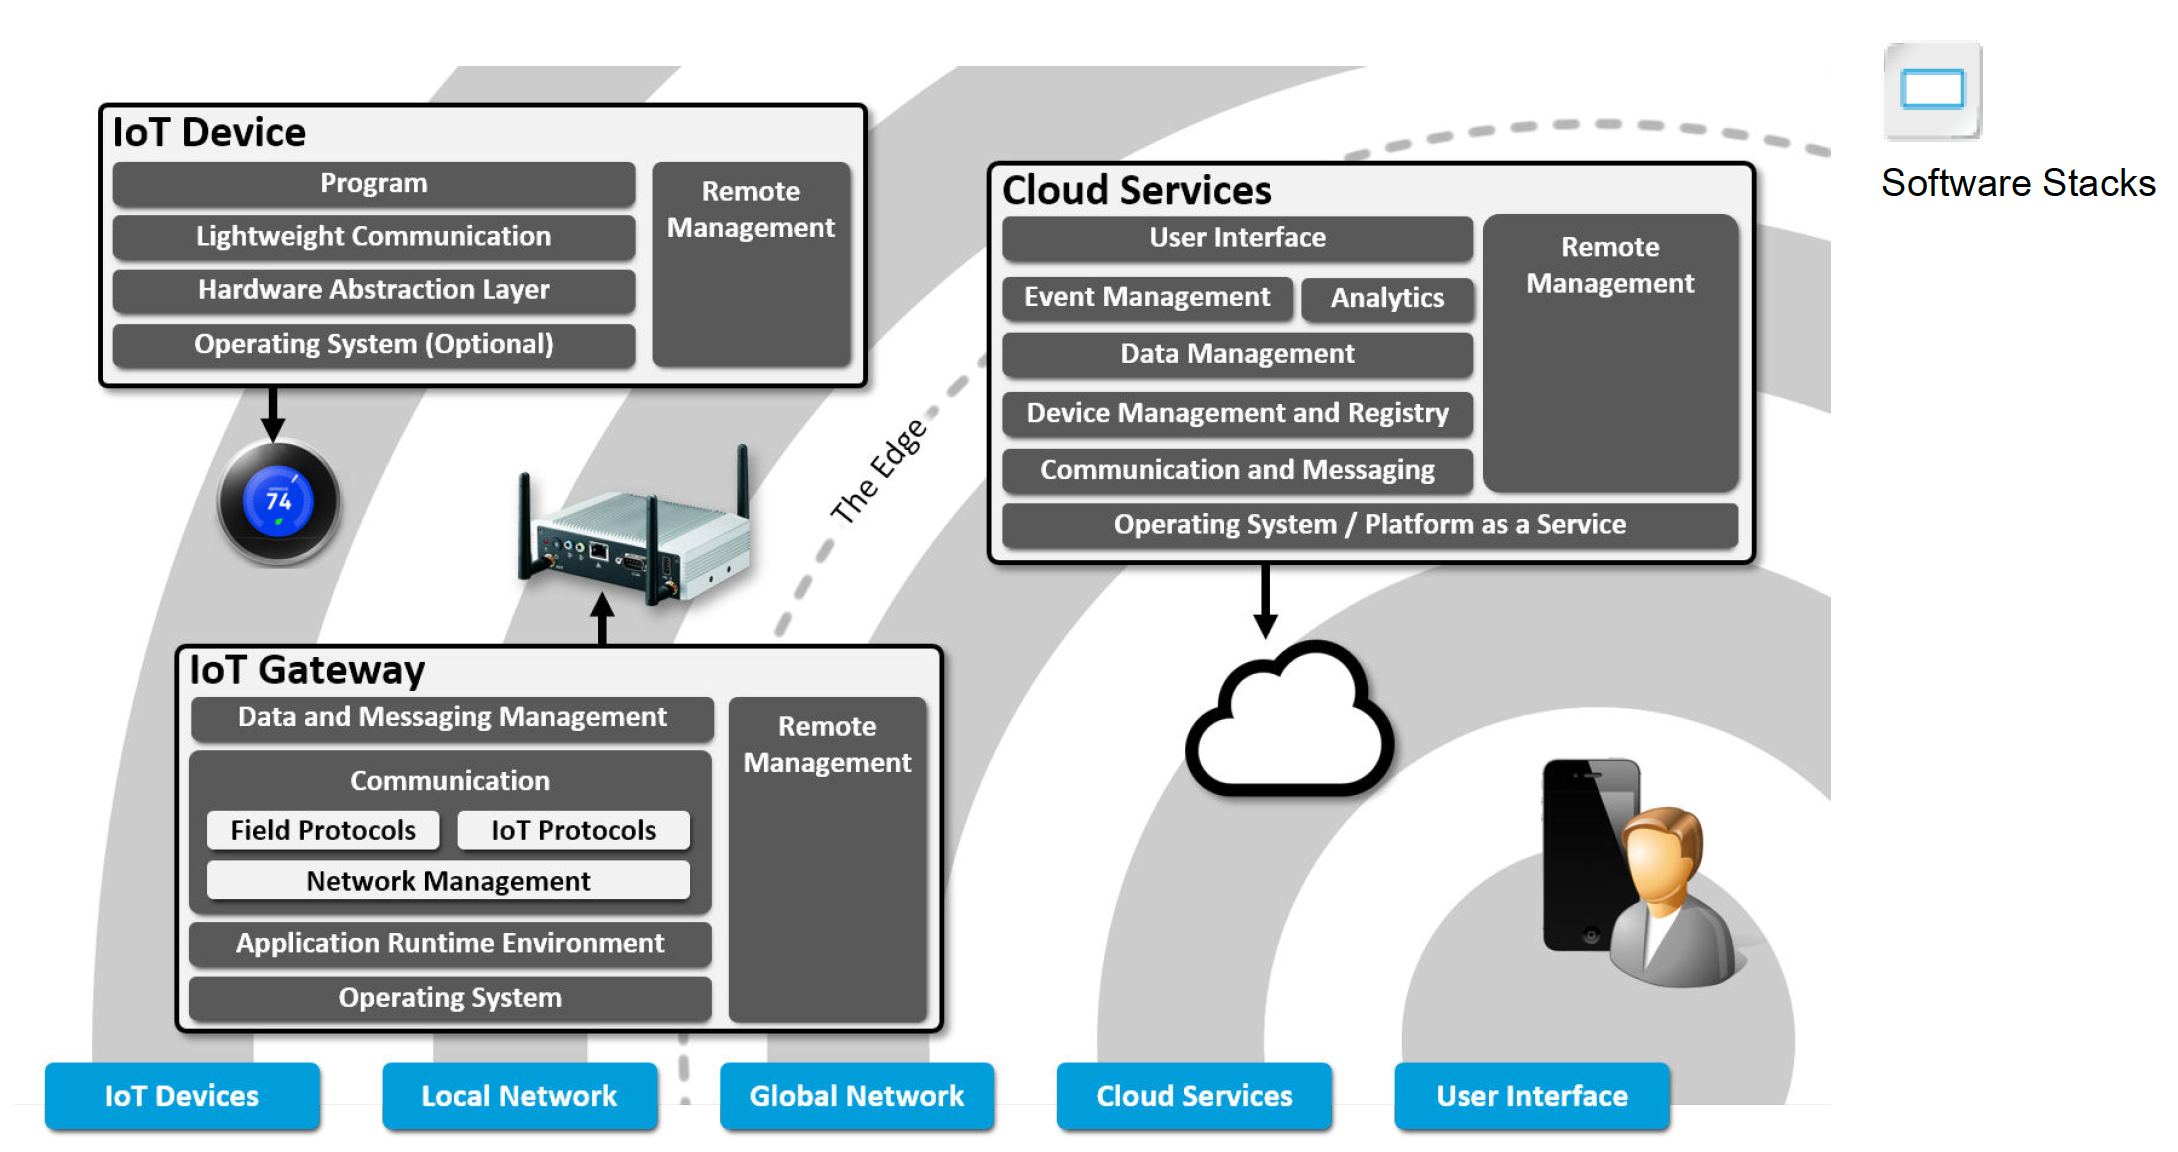 IoT Device
Program
Lightweight Communication
Hardware Abstraction Layer
Operating System (Optional)
Remote
Management
Cloud Services
User Interface
Event Management
Analytics
Data Management
Device Management and Registry
Communication and Messaging
Operating System / Platform as a Service
Remote
Management
Software Stacks
74
The Edge
IoT Gateway
Data and Messaging Management
Communication
Field Protocols
IoT Protocols
Network Management
Application Runtime Environment
Operating System
Remote
Management
IoT Devices
Local Network
Global Network
Cloud Services
User Interface